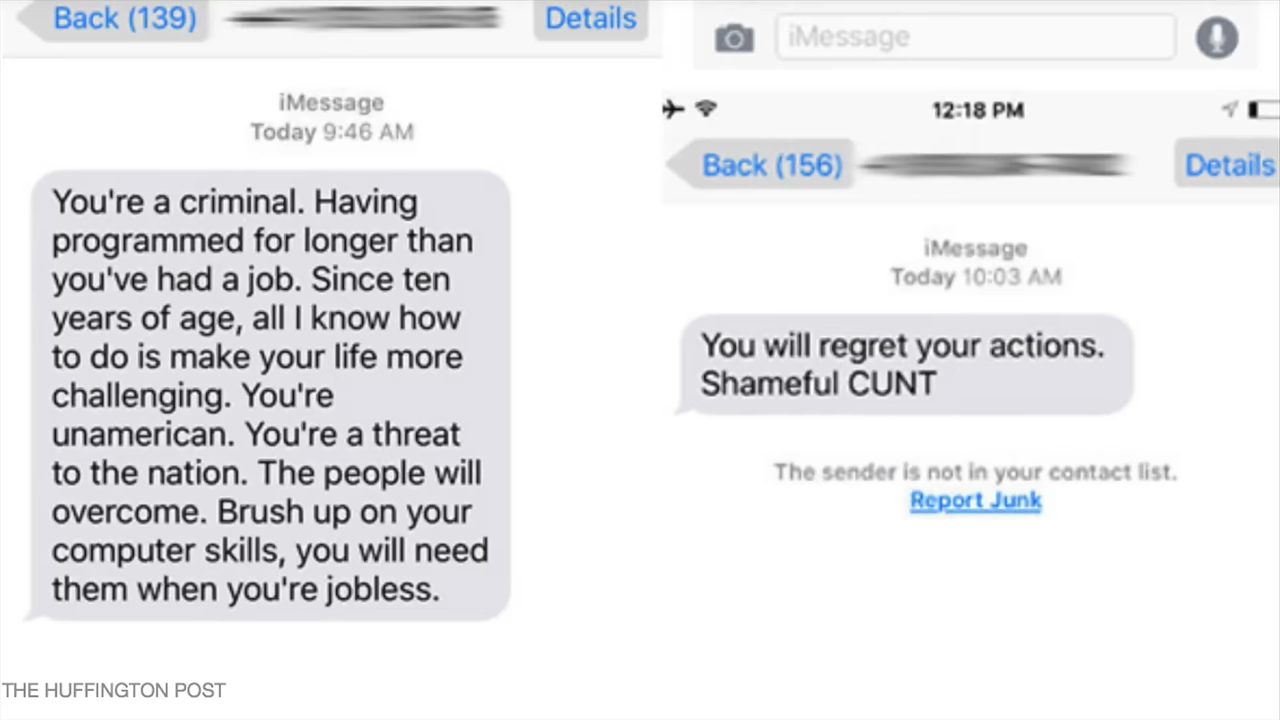 Back (139)
Details
iMessage
Today 9:46 AM
You're a criminal. Having
programmed for longer than
you've had a job. Since ten
years of age, all I know how
to do is make your life more
challenging. You're
unamerican. You're a threat
to the nation. The people will
overcome. Brush up on your
computer skills, you will need
them when you're jobless.
iMessage
12:18 PM
Back (156)
Details
iMessage
Today 10:03 AM
You will regret your actions.
Shameful CUNT
The sender is not in your contact list.
Report Junk
THE HUFFINGTON POST